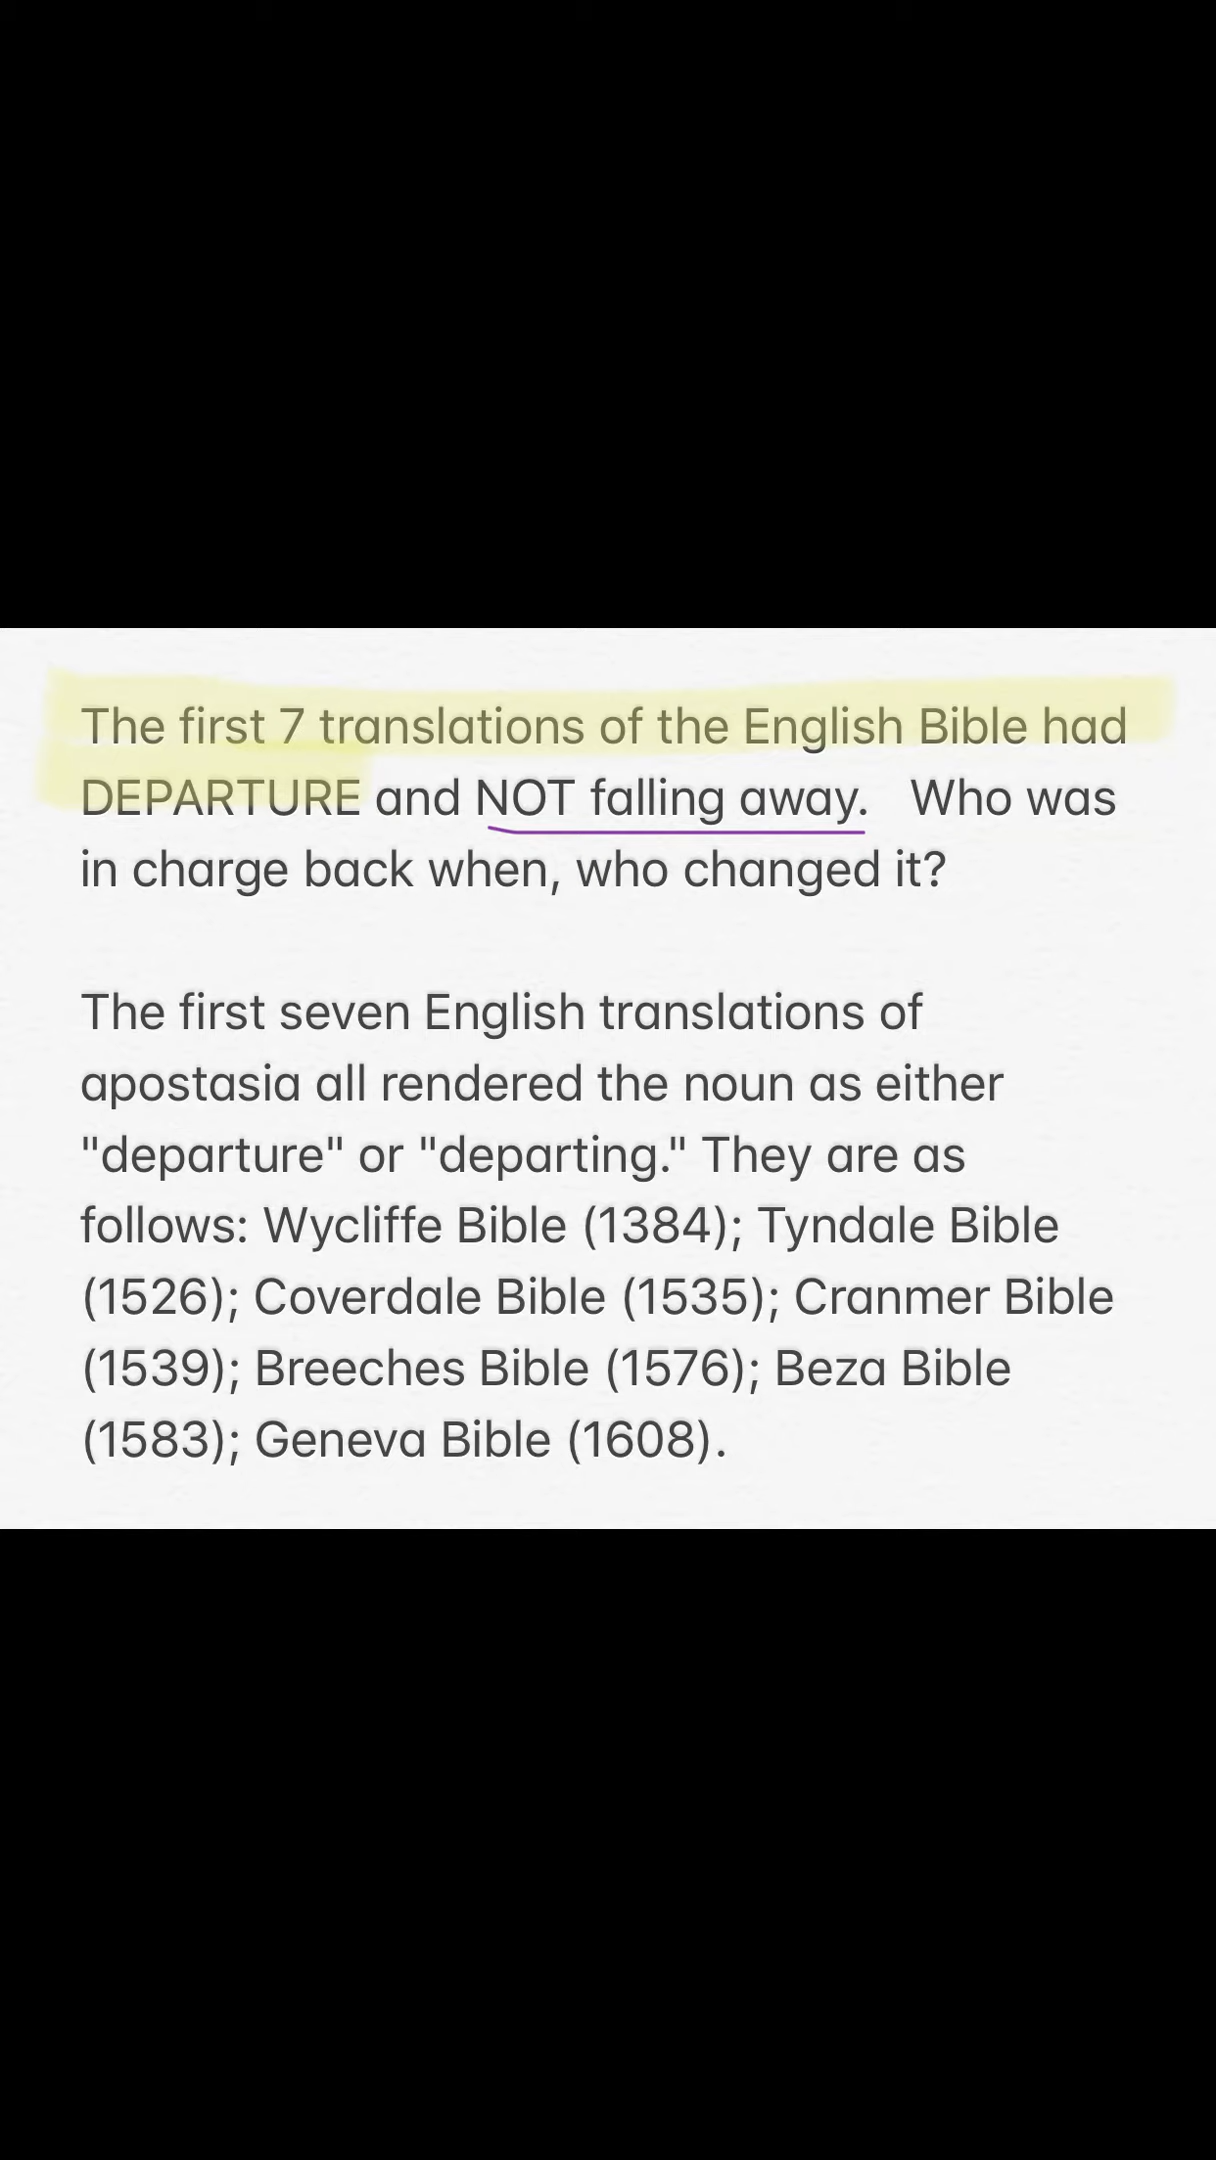 The first 7 translations of the English Bible had
DEPARTURE and NOT falling away.   Who was
in charge back when, who changed it?
The first seven English translations of
apostasia all rendered the noun as either
"departure" or "departing." They are as
follows: Wycliffe Bible (1384); Tyndale Bible
(1526); Coverdale Bible (1535); Cranmer Bible
(1539); Breeches Bible (1576); Beza Bible
(1583); Geneva Bible (1608).